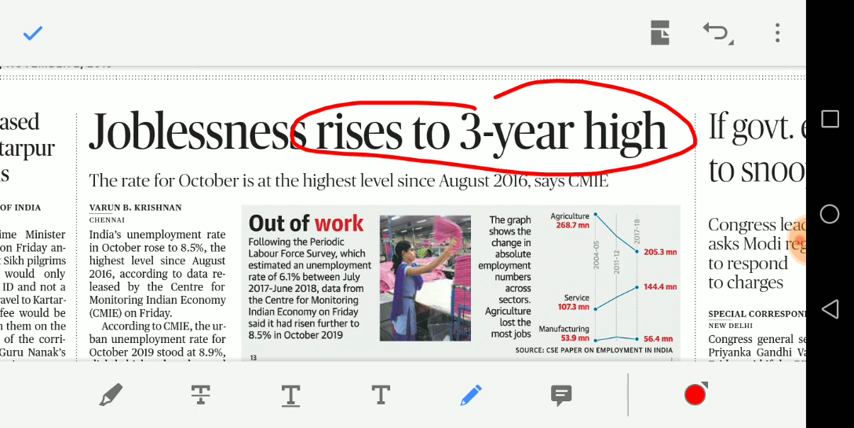 ased
tarpur
s
OF INDIA
ime Minister
on Friday an-
t Sikh pilgrims
would only
ID and not a
avel to Kartar-
fee would be
n them on the
of the corri-
Guru Nanak's
Joblessness rises to 3-year high
The rate for October is at the highest level since August 2016, says CMIE
VARUN B. KRISHNAN
CHENNAI
India's unemployment rate
in October rose to 8.5%, the
highest level since August
2016, according to data re-
leased by the Centre for
Monitoring Indian Economy
(CMIE) on Friday.
According to CMIE, the ur-
ban unemployment rate for
October 2019 stood at 8.9%,
Out of work
Following the Periodic
Labour Force Survey, which
estimated an unemployment
rate of 6.1% between July
2017-June 2018, data from
the Centre for Monitoring
Indian Economy on Friday
said it had risen further to
8.5% in October 2019
The graph
shows the
change in
absolute
employment
numbers
across
sectors.
Agriculture
lost the
most jobs
Agriculture
268.7 mn
205.3 mn
2004-05
2011-12
2017-18
144.4 mn
Service
107.3 mn
Manufacturing
53.9 mn
56.4 mn
SOURCE: CSE PAPER ON EMPLOYMENT IN INDIA
13
If govt. e
to snoo
Congress lea
asks Modi reg
to respond
to charges
SPECIAL CORRESPON
NEW DELHI
Congress general se
Priyanka Gandhi Va
T
T
T